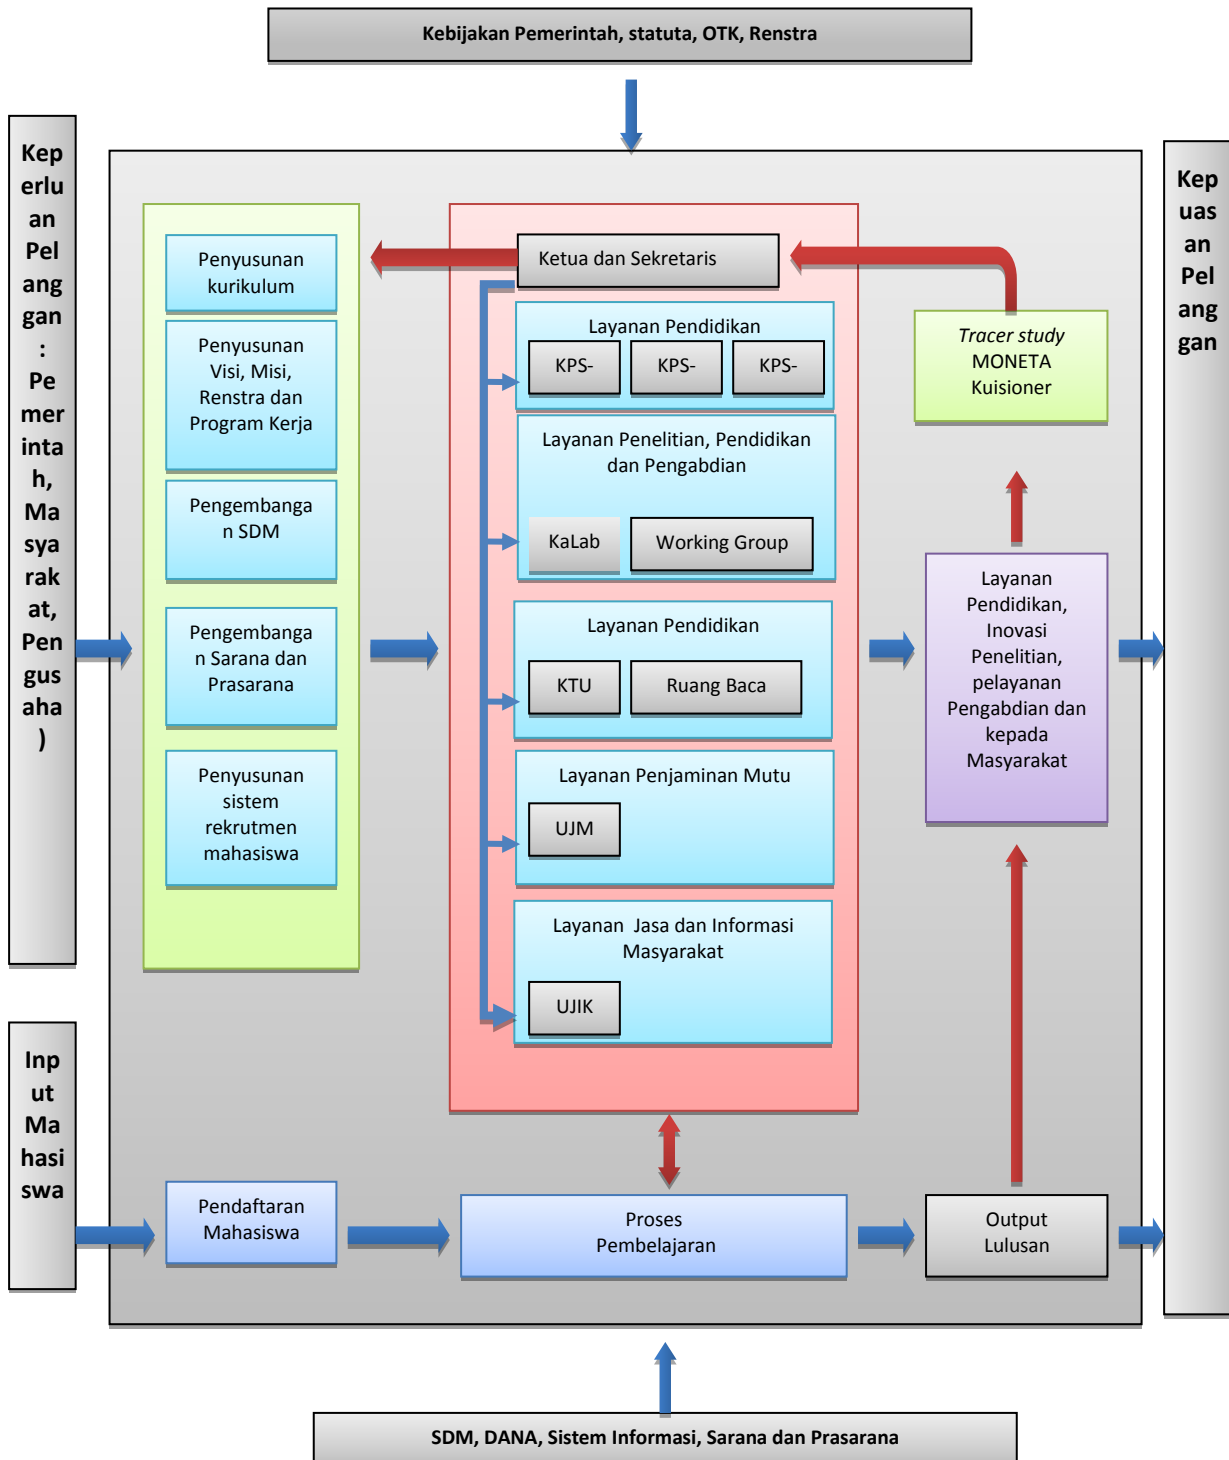 Kebijakan Pemerintah, statuta, OTK, Renstra
Kep
erlu
an
Pel
ang
gan
:
Pe
mer
inta
h,
Ma
sya
rak
at,
Pen
gus
aha
)
Inp
ut
Ma
hasi
swa
Penyusunan
kurikulum
Penyusunan
Visi, Misi,
Renstra dan
Program Kerja
Pengembanga
n SDM
Pengembanga
n Sarana dan
Prasarana
Penyusunan
sistem
rekrutmen
mahasiswa
Ketua dan Sekretaris
Layanan Pendidikan
KPS- KPS- KPS-
Layanan Penelitian, Pendidikan
dan Pengabdian
KaLab Working Group
Layanan Pendidikan
KTU Ruang Baca
Layanan Penjaminan Mutu
UJM
Layanan Jasa dan Informasi
Masyarakat
UJIK
Tracer study
MONETA
Kuisioner
Layanan
Pendidikan,
Inovasi
Penelitian,
pelayanan
Pengabdian dan
kepada
Masyarakat
Pendaftaran
Mahasiswa
Proses
Pembelajaran
Output
Lulusan
Kep
uas
an
Pel
ang
gan
SDM, DANA, Sistem Informasi, Sarana dan Prasarana